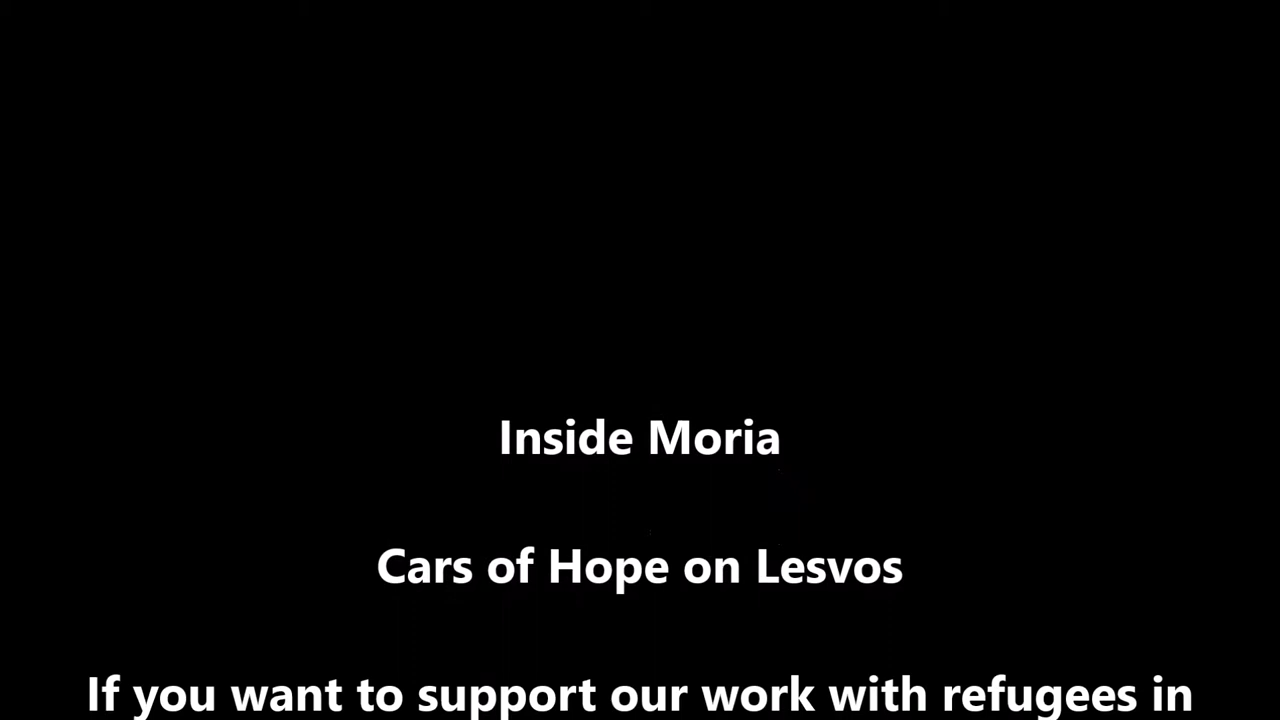 Inside Moria
Cars of Hope on Lesvos
If you want to support our work with refugees in